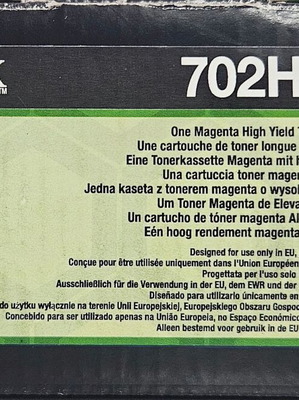 702H
TM
One Magenta High Yield
Une cartouche de toner longue
Eine Tonerkassette Magenta mit
Una cartuccia toner magen
Jedna kaseta z tonerem magenta o wysok
Um Toner Magenta de Eleva
Un cartucho de tóner magenta Al
Eén hoog rendement magenta
Designed for use only in EU,
Conçue pour être utilisée uniquement dans l'Union Européen
Progettata per l'uso solo
Ausschließlich für die Verwendung in der EU, dem EWR und der
Diseñado para utilizarlo únicamente en
do użytku wyłącznie na terenie Unii Europejskiej, Europejskiego Obszaru Gospod
Concebido para ser utilizado apenas na União Europeia, no Espaço Económico
Alleen bestemd voor gebruik in de EU